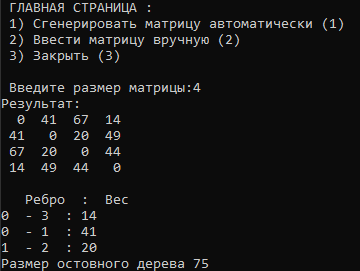 ГЛАВНАЯ СТРАНИЦА :
1) Сгенерировать матрицу автоматически (1)
2) Ввести матрицу вручную (2)
3) Закрыть (3)
Введите размер матрицы:4
Результат:
0 41 67 14
41 0 20 49
67 20 0 44
14 49 44 0
Ребро : Вес
0 - 3 : 14
0 - 1 : 41
1 - 2 : 20
Размер остовного дерева 75